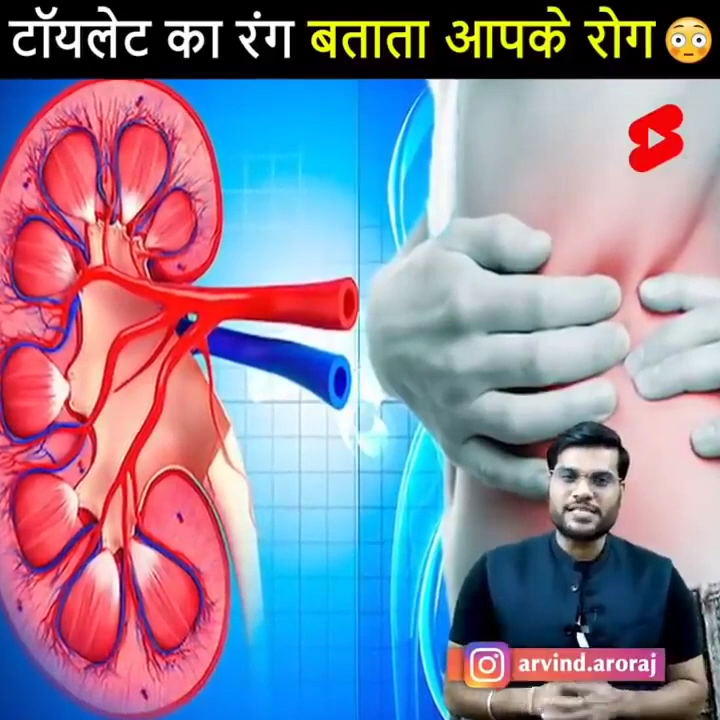 टॉयलेट का रंग बताता आपके रोग😳
arvind.aroraj